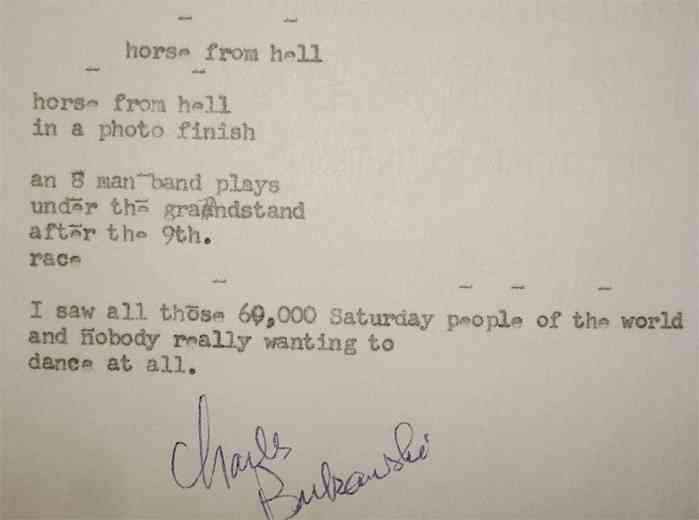 horse from hell
horse from hell
in a photo finish
an 8 man band plays
under the grandstand
after the 9th.
race
I saw all those 60,000 Saturday people of the world
and nobody really wanting to
dance at all.
Charles
Bukowski